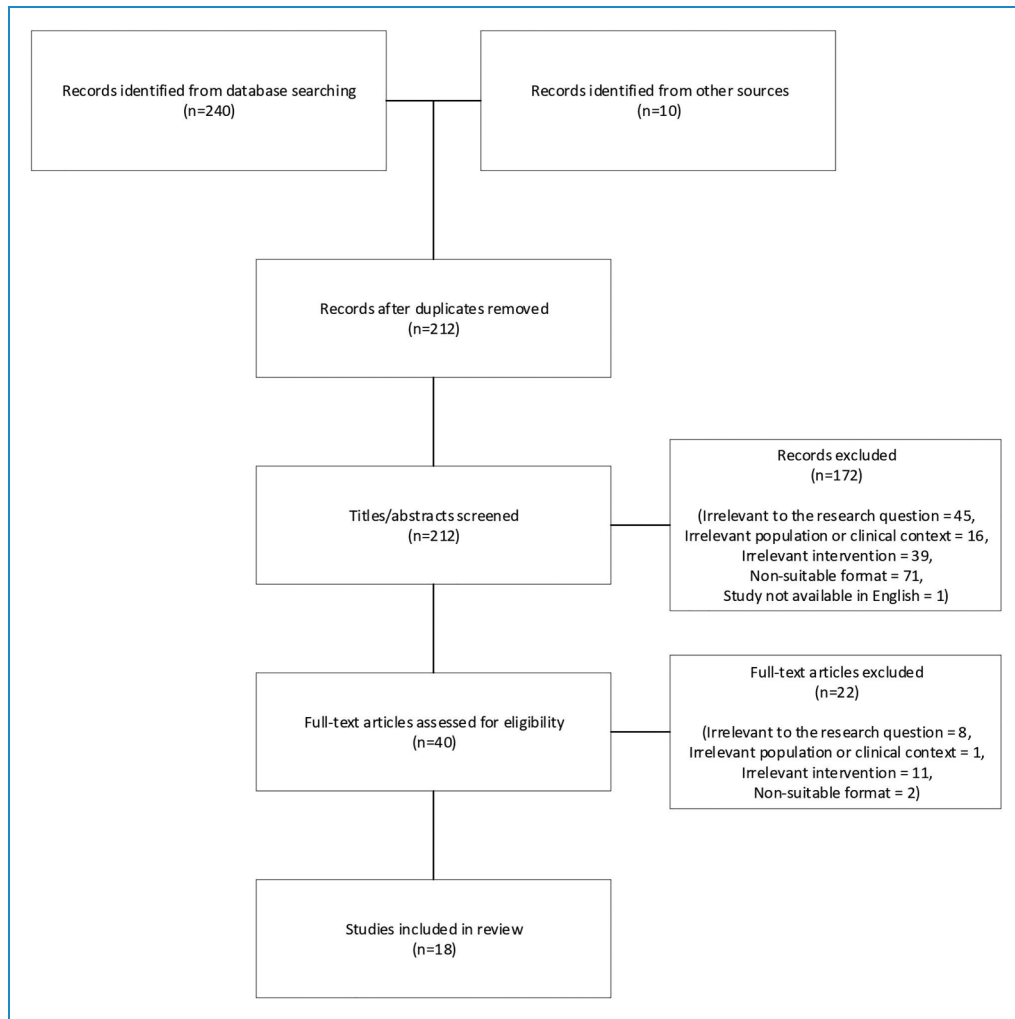 Records identified from database searching
(n=240)
Records identified from other sources
(n=10)
Records after duplicates removed
(n=212)
Titles/abstracts screened
(n=212)
Records excluded
(n=172)
(Irrelevant to the research question = 45,
Irrelevant population or clinical context = 16,
Irrelevant intervention = 39,
Non-suitable format = 71,
Study not available in English = 1)
Full-text articles assessed for eligibility
(n=40)
Full-text articles excluded
(n=22)
(Irrelevant to the research question = 8,
Irrelevant population or clinical context = 1,
Irrelevant intervention = 11,
Non-suitable format = 2)
Studies included in review
(n=18)